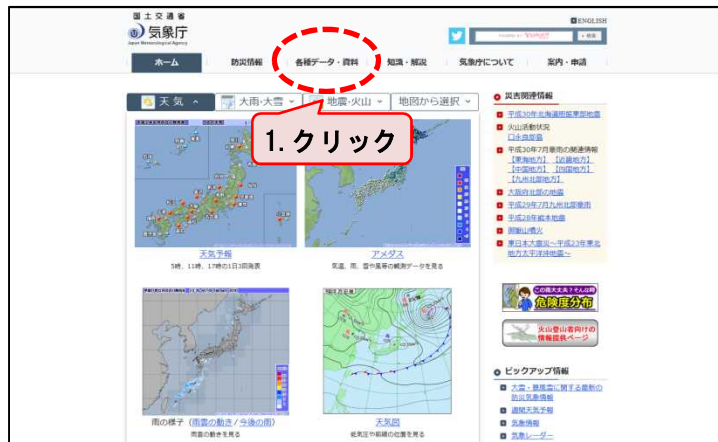 国土交通省
気象庁
Japan Meteorological Agency
ENGLISH
検索
ホーム 防災情報 各種データ・資料 知識・解説 気象庁について 案内・申請
天気 大雨・大雪 地震・火山 地図から選択
1. クリック
天気予報
5時、11時、17時の1日3回発表
アメダス
気温、雨、雪や風等の観測データを見る
雨の様子（雨雲の動き/今後の雨）
雨雲の動きを見る
天気図
低気圧や前線の位置を見る
災害関連情報
平成30年北海道胆振東部地震
火山活動状況
口永良部島
平成30年7月豪雨の関連情報
【東海地方】【近畿地方】
【中国地方】【四国地方】
【九州北部地方】
大阪府北部の地震
平成29年7月九州北部豪雨
平成28年熊本地震
御嶽山噴火
東日本大震災～平成23年東北
地方太平洋沖地震～
この雨大丈夫？そんな時
危険度分布
火山登山者向けの
情報提供ページ
ピックアップ情報
大雪・暴風雪に関する最新の
防災気象情報
週間天気予報
気象情報
気象レーダー